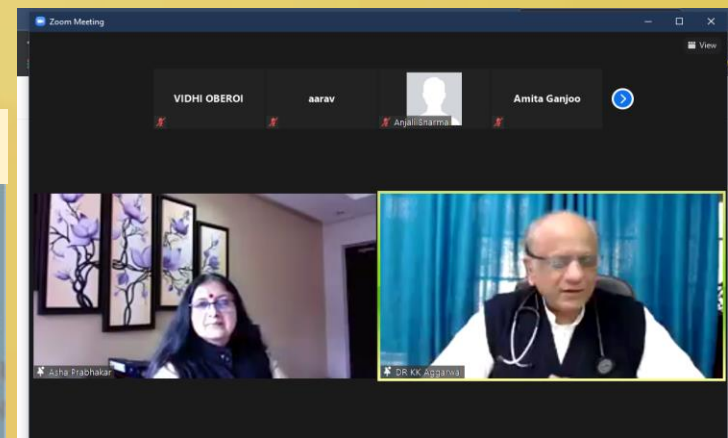 Zoom Meeting
View
VIDHI OBEROI
aarav
Anjali Sharma
Amita Ganjoo
Asha Prabhakar
DR KK Aggarwal